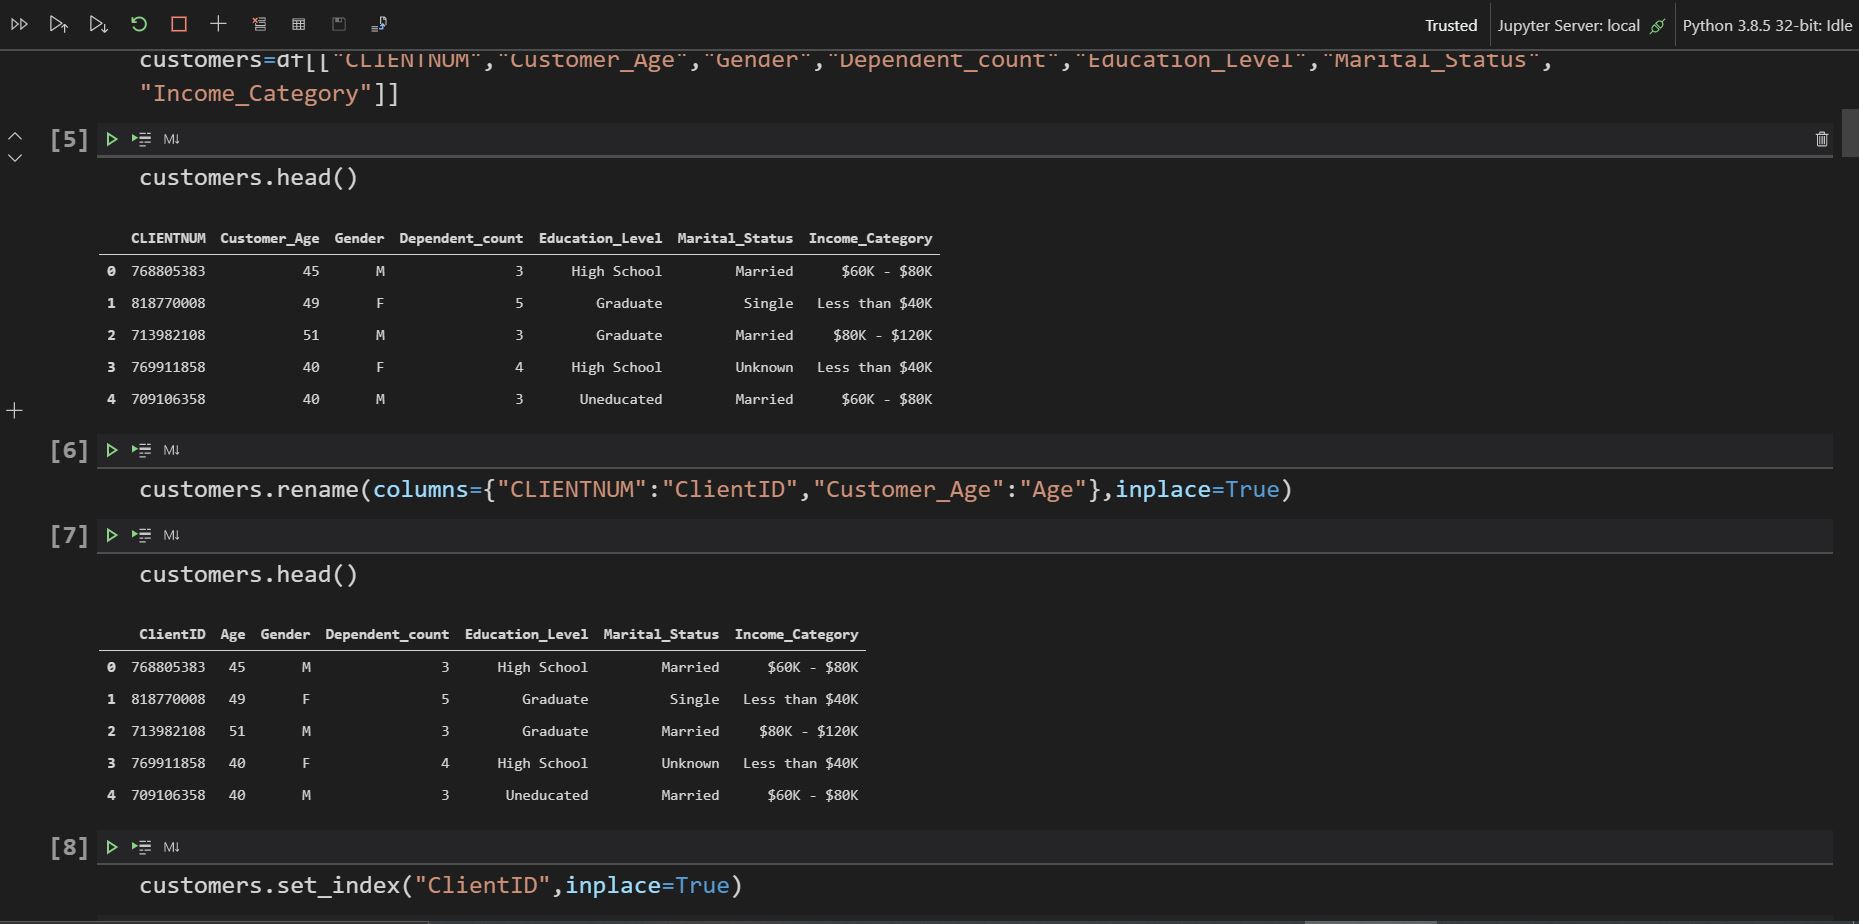 Trusted Jupyter Server: local Python 3.8.5 32-bit: Idle
customers=df[["CLIENTNUM","Customer_Age","Gender","Dependent_count","Education_Level","Marital_Status",
"Income_Category"]]
[5] M↓
customers.head()
CLIENTNUM Customer_Age Gender Dependent_count Education_Level Marital_Status Income_Category
0 768805383 45 M 3 High School Married $60K - $80K
1 818770008 49 F 5 Graduate Single Less than $40K
2 713982108 51 M 3 Graduate Married $80K - $120K
3 769911858 40 F 4 High School Unknown Less than $40K
4 709106358 40 M 3 Uneducated Married $60K - $80K
[6] M↓
customers.rename(columns={"CLIENTNUM":"ClientID","Customer_Age":"Age"},inplace=True)
[7] M↓
customers.head()
ClientID Age Gender Dependent_count Education_Level Marital_Status Income_Category
0 768805383 45 M 3 High School Married $60K - $80K
1 818770008 49 F 5 Graduate Single Less than $40K
2 713982108 51 M 3 Graduate Married $80K - $120K
3 769911858 40 F 4 High School Unknown Less than $40K
4 709106358 40 M 3 Uneducated Married $60K - $80K
[8] M↓
customers.set_index("ClientID",inplace=True)